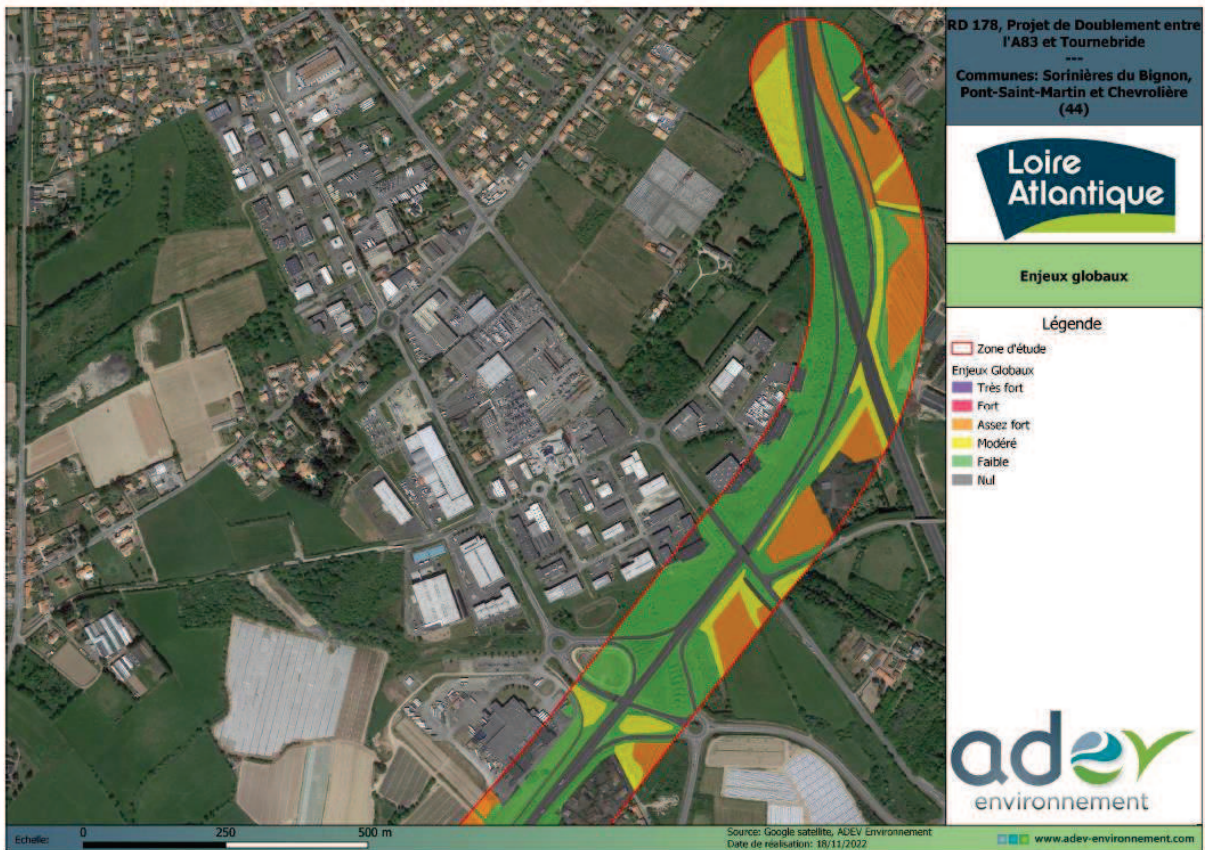 RD 178, Projet de Doublement entre
l'A83 et Tournebride
---
Communes: Sorinières du Bignon,
Pont-Saint-Martin et Chevrolière
(44)
Loire
Atlantique
Enjeux globaux
Légende
Zone d'étude
Enjeux Globaux
Très fort
Fort
Assez fort
Modéré
Faible
Nul
adev
environnement
Echelle: 0 250 500 m
Source: Google satellite, ADEV Environnement
Date de réalisation: 18/11/2022
www.adev-environnement.com